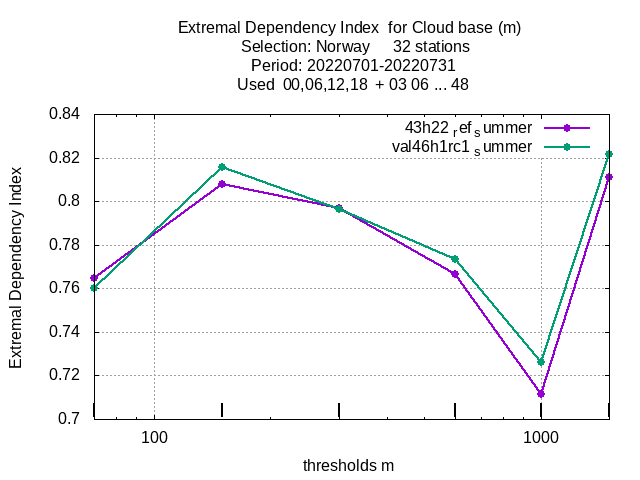 Extremal Dependency Index  for Cloud base (m)
Selection: Norway     32 stations
Period: 20220701-20220731
Used  00,06,12,18  + 03 06 ... 48
43h22 ref summer
val46h1rc1 summer
0.84
0.82
0.8
0.78
0.76
0.74
0.72
0.7
Extremal Dependency Index
100
1000
thresholds m